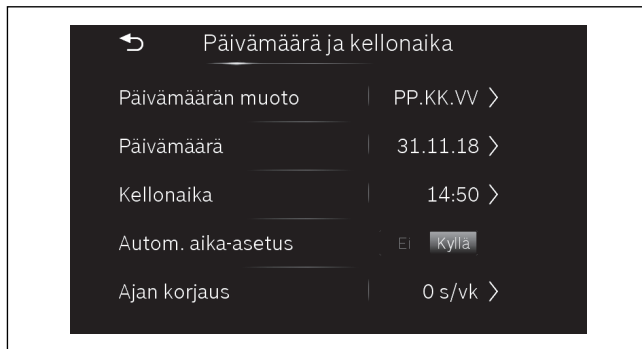 Päivämäärä ja kellonaika
Päivämäärän muoto PP.KK.VV
Päivämäärä 31.11.18
Kellonaika 14:50
Autom. aika-asetus Ei Kyllä
Ajan korjaus 0 s/vk